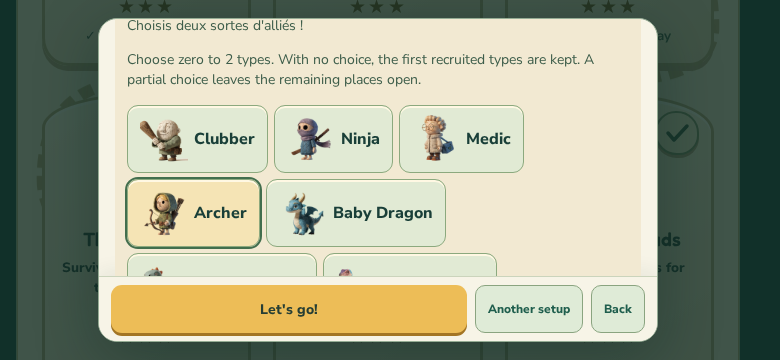 Choisis deux sortes d'alliés !
Choose zero to 2 types. With no choice, the first recruited types are kept. A
partial choice leaves the remaining places open.
Clubber
Ninja
Medic
Archer
Baby Dragon
Let's go!
Another setup
Back